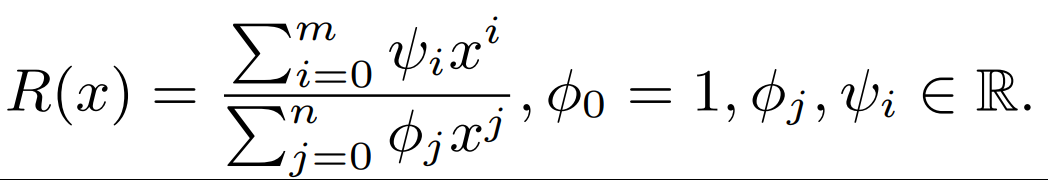 R(x) = \frac{\sum_{i=0}^{m} \psi_i x^i}{\sum_{j=0}^{n} \phi_j x^j}, \phi_0 = 1, \phi_j, \psi_i \in \mathbb{R}.